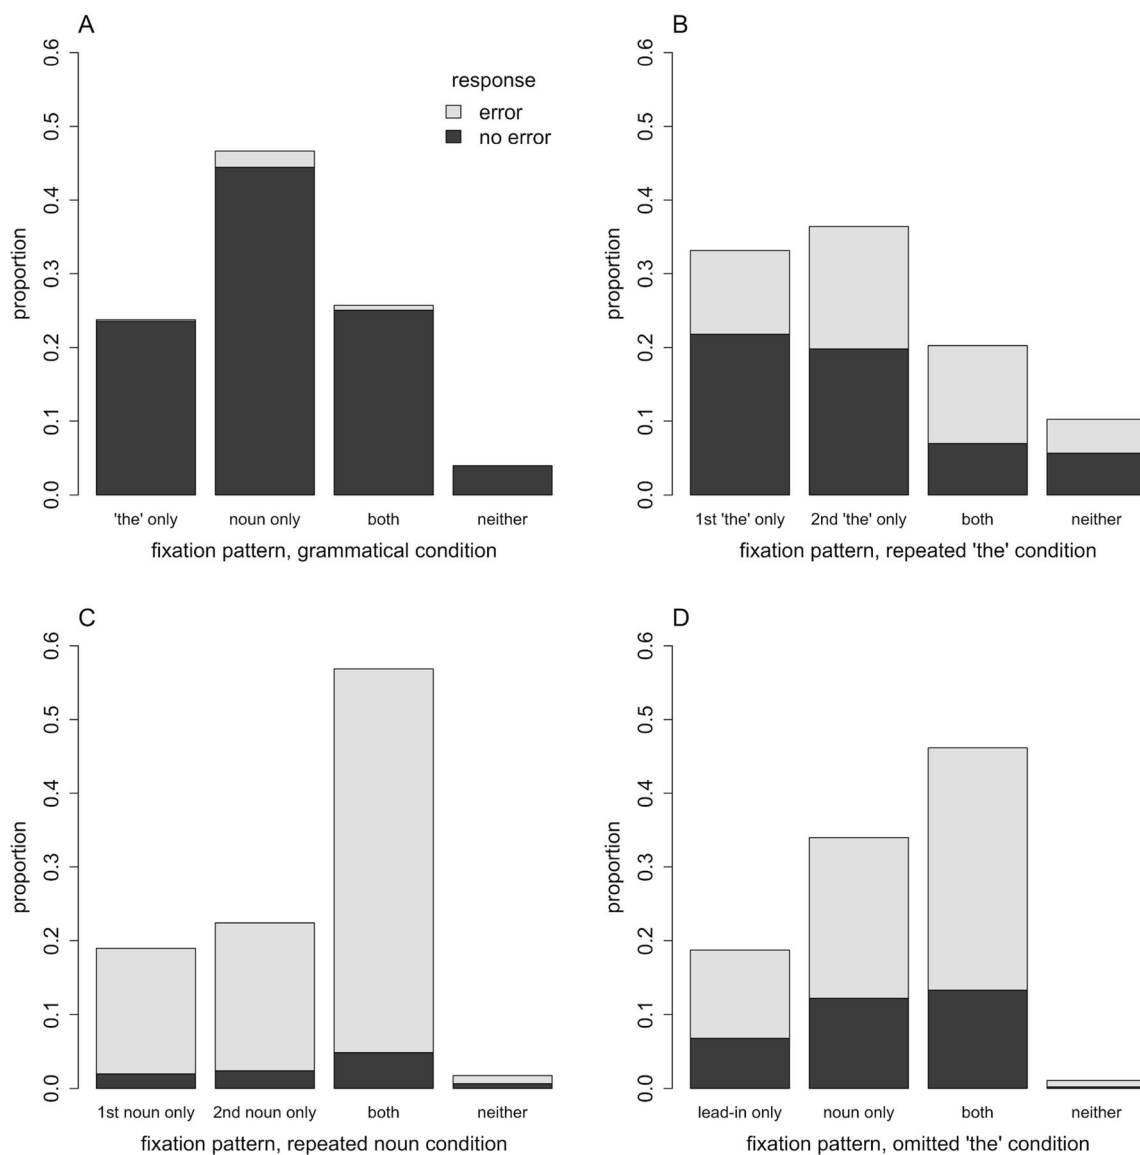 A
0.0 0.1 0.2 0.3 0.4 0.5 0.6
proportion
response
error
no error
'the' only noun only both neither
fixation pattern, grammatical condition
B
0.0 0.1 0.2 0.3 0.4 0.5 0.6
proportion
1st 'the' only 2nd 'the' only both neither
fixation pattern, repeated 'the' condition
C
0.0 0.1 0.2 0.3 0.4 0.5 0.6
proportion
1st noun only 2nd noun only both neither
fixation pattern, repeated noun condition
D
0.0 0.1 0.2 0.3 0.4 0.5 0.6
proportion
lead-in only noun only both neither
fixation pattern, omitted 'the' condition